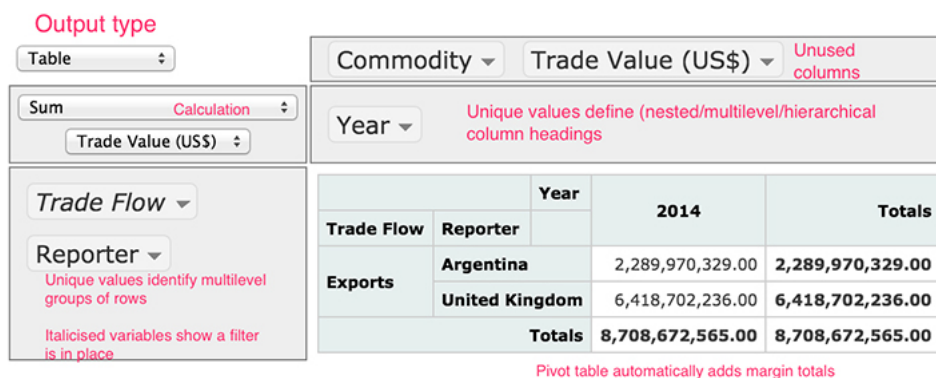 Output type
Table
Commodity Trade Value (US$) Unused
columns
Sum Calculation
Trade Value (US$)
Year Unique values define (nested/multilevel/hierarchical
column headings
Trade Flow
Reporter
Unique values identify multilevel
groups of rows
Italicised variables show a filter
is in place
Year 2014 Totals
Trade Flow Reporter
Exports Argentina 2,289,970,329.00 2,289,970,329.00
United Kingdom 6,418,702,236.00 6,418,702,236.00
Totals 8,708,672,565.00 8,708,672,565.00
Pivot table automatically adds margin totals